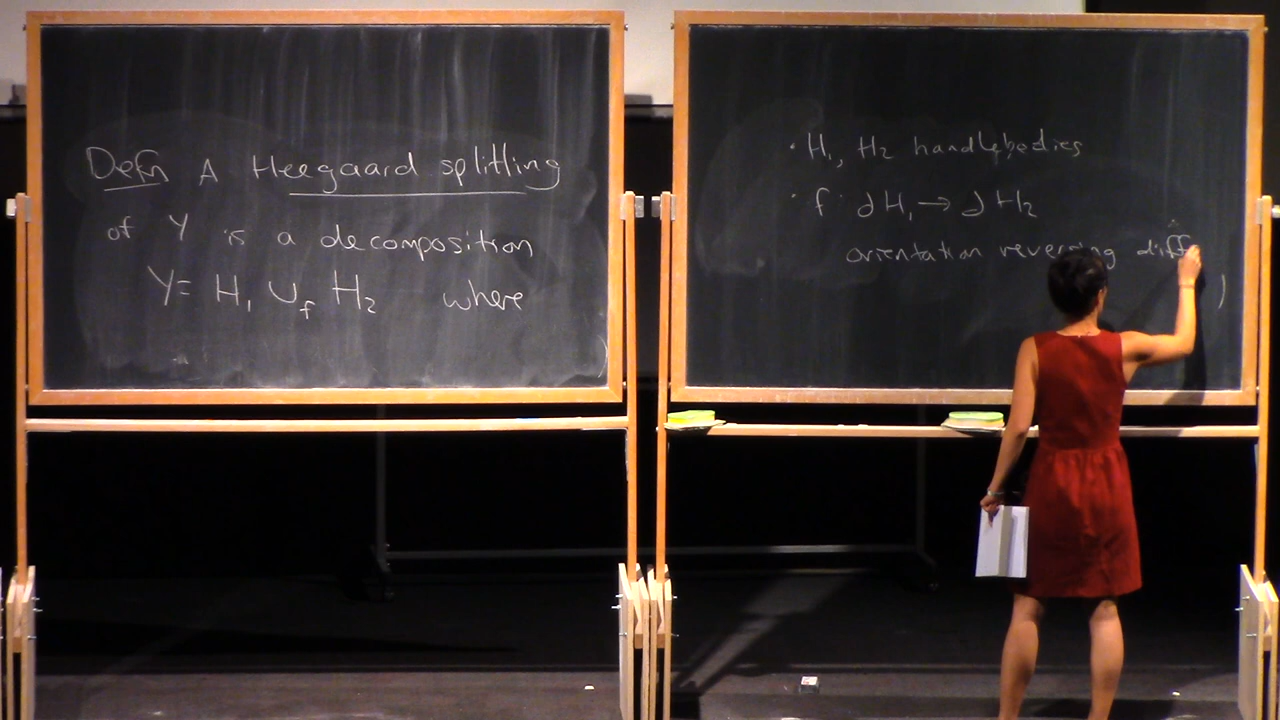 Defn A Heegaard splitting
of Y is a decomposition
Y = H₁ ∪f H₂ where
· H₁, H₂ handlebodies
· f: ∂H₁ → ∂H₂
orientation reversing diff